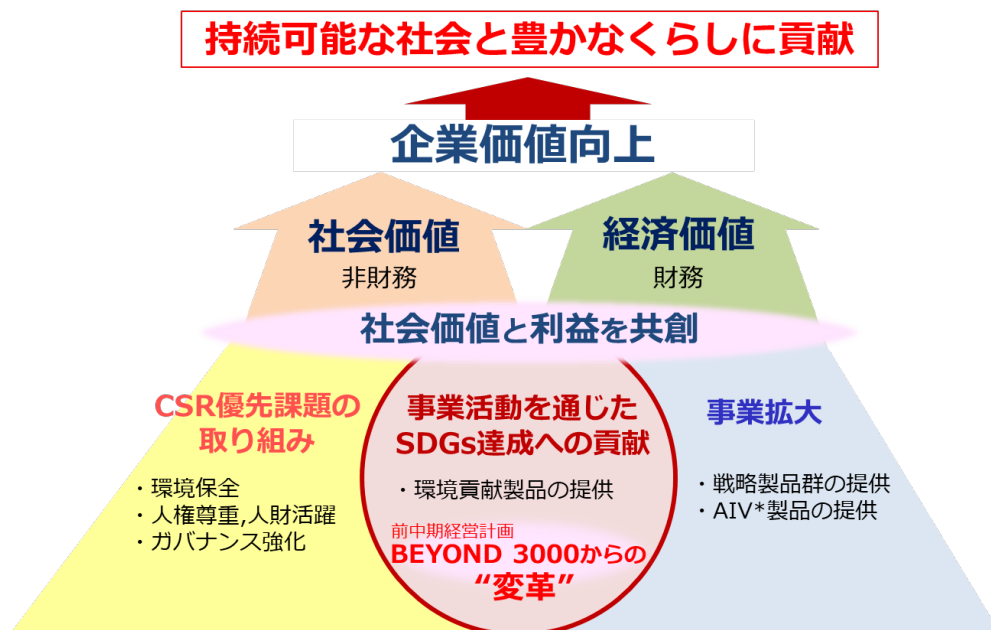 持続可能な社会と豊かなくらしに貢献
企業価値向上
社会価値
非財務
経済価値
財務
社会価値と利益を共創
CSR優先課題の
取り組み
・環境保全
・人権尊重,人財活躍
・ガバナンス強化
事業活動を通じた
SDGs達成への貢献
・環境貢献製品の提供
前中期経営計画
BEYOND 3000からの
“変革”
事業拡大
・戦略製品群の提供
・AIV*製品の提供